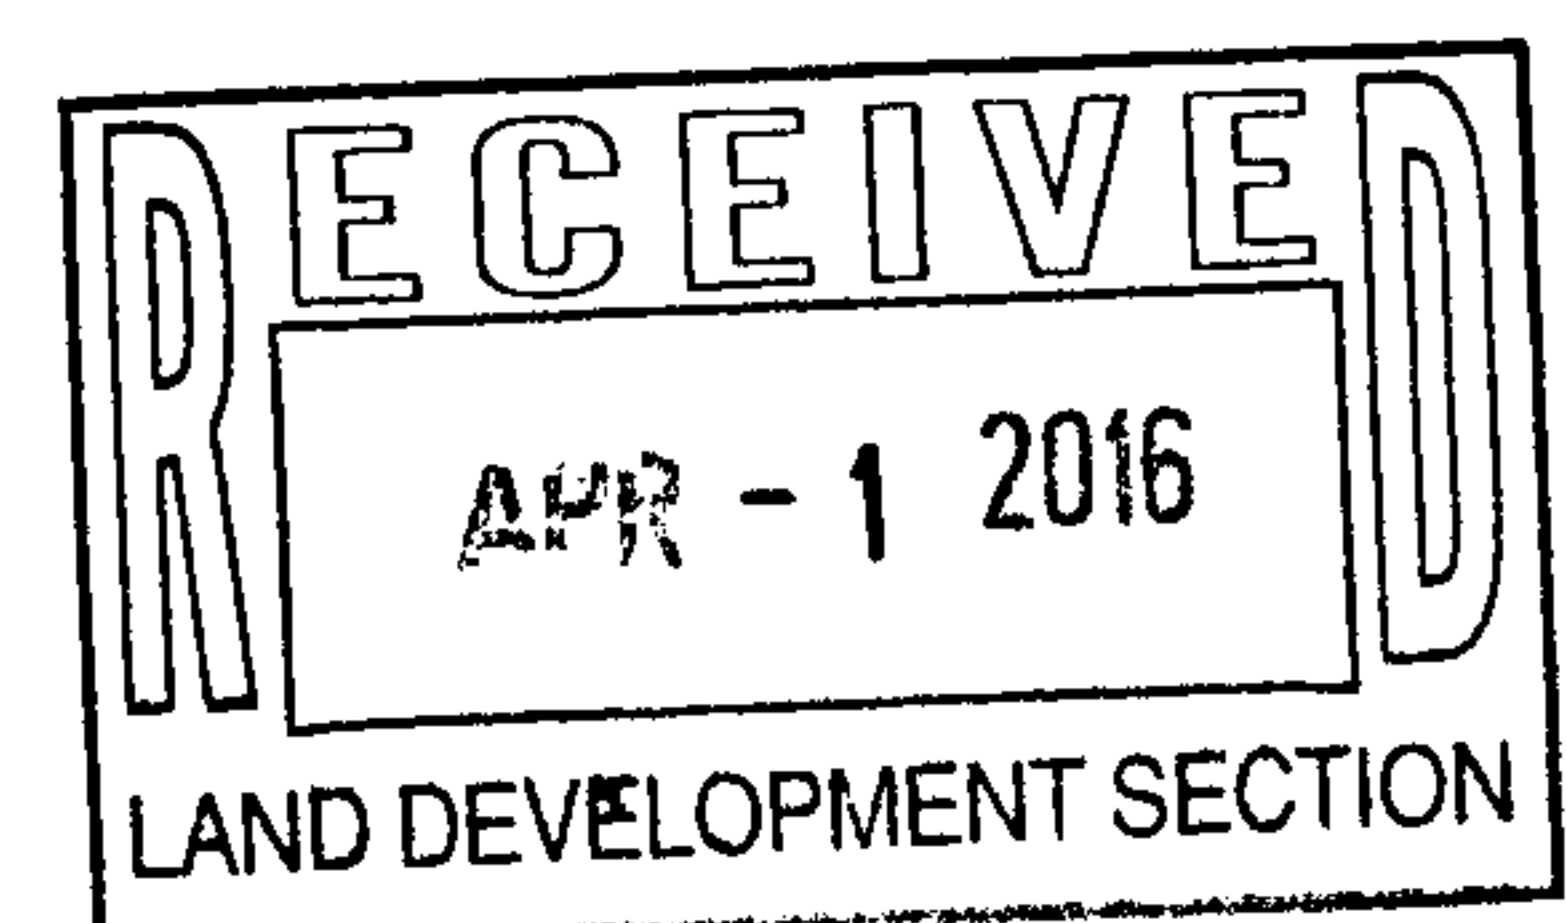 RECEIVED
APR - 1 2016
LAND DEVELOPMENT SECTION